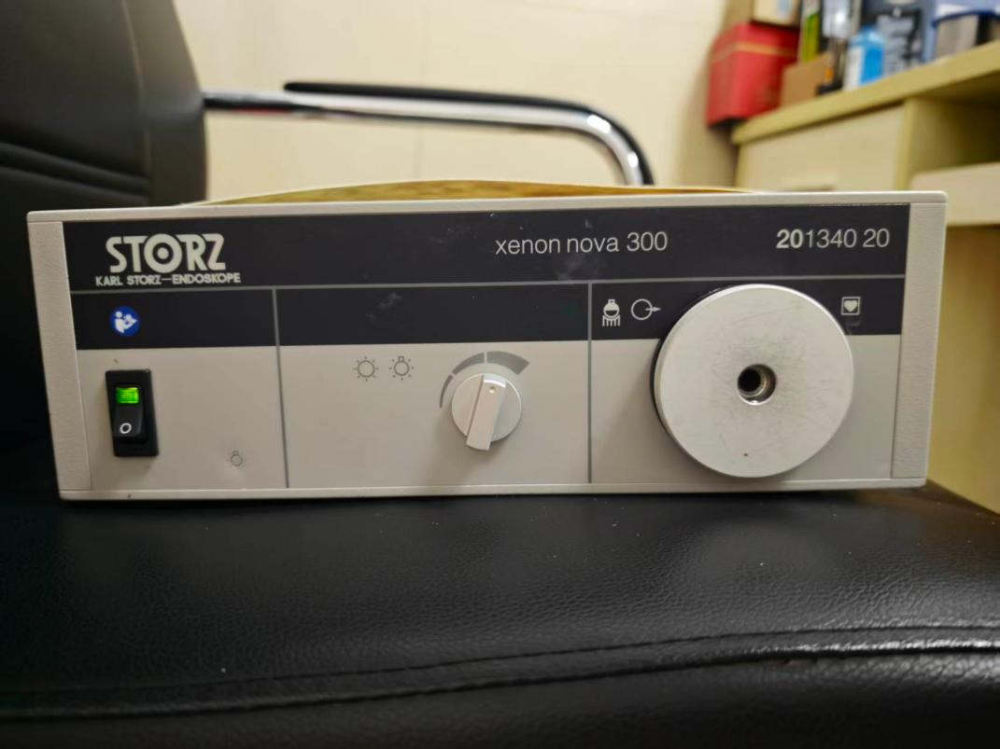 STORZ
KARL STORZ—ENDOSKOPE
xenon nova 300
201340 20